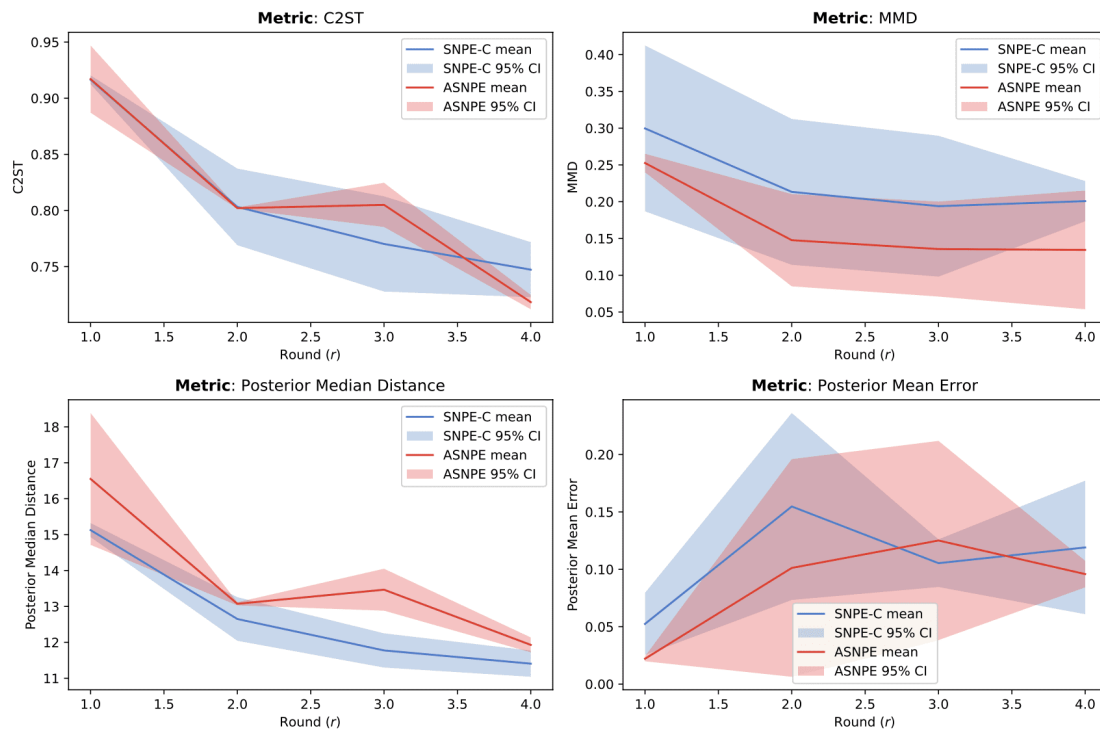 Metric: C2ST
0.95
0.90
0.85
0.80
0.75
C2ST
SNPE-C mean
SNPE-C 95% CI
ASNPE mean
ASNPE 95% CI
1.0 1.5 2.0 2.5 3.0 3.5 4.0
Round (r)
Metric: MMD
0.40
0.35
0.30
0.25
0.20
0.15
0.10
0.05
MMD
SNPE-C mean
SNPE-C 95% CI
ASNPE mean
ASNPE 95% CI
1.0 1.5 2.0 2.5 3.0 3.5 4.0
Round (r)
Metric: Posterior Median Distance
18
17
16
15
14
13
12
11
Posterior Median Distance
SNPE-C mean
SNPE-C 95% CI
ASNPE mean
ASNPE 95% CI
1.0 1.5 2.0 2.5 3.0 3.5 4.0
Round (r)
Metric: Posterior Mean Error
0.20
0.15
0.10
0.05
0.00
Posterior Mean Error
SNPE-C mean
SNPE-C 95% CI
ASNPE mean
ASNPE 95% CI
1.0 1.5 2.0 2.5 3.0 3.5 4.0
Round (r)